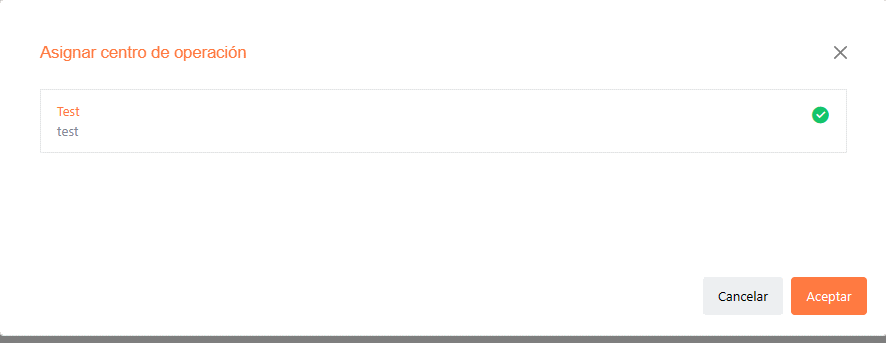 Asignar centro de operación
Test
test
Cancelar
Aceptar